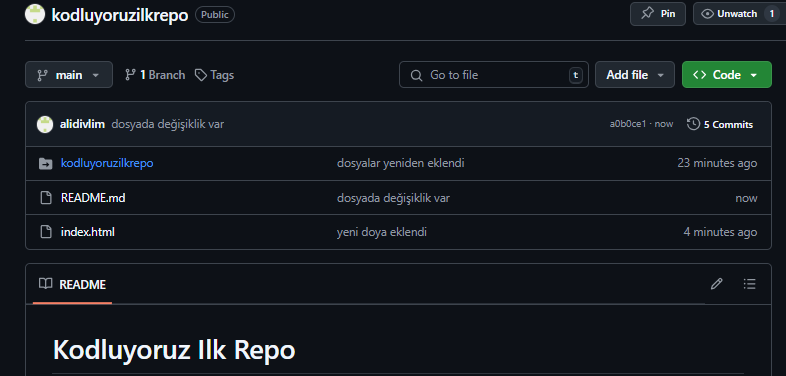 kodluyoruzilkrepo Public Pin Unwatch 1
main 1 Branch Tags Go to file t Add file <> Code
alidivlim dosyada değişiklik var a0b0ce1 · now 5 Commits
kodluyoruzilkrepo dosyalar yeniden eklendi 23 minutes ago
README.md dosyada değişiklik var now
index.html yeni doya eklendi 4 minutes ago
README
Kodluyoruz Ilk Repo